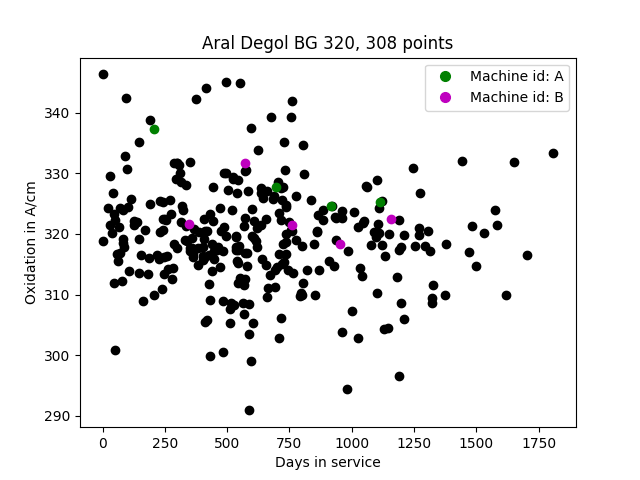 Aral Degol BG 320, 308 points
Machine id: A
Machine id: B
Oxidation in A/cm
340
330
320
310
300
290
0 250 500 750 1000 1250 1500 1750
Days in service